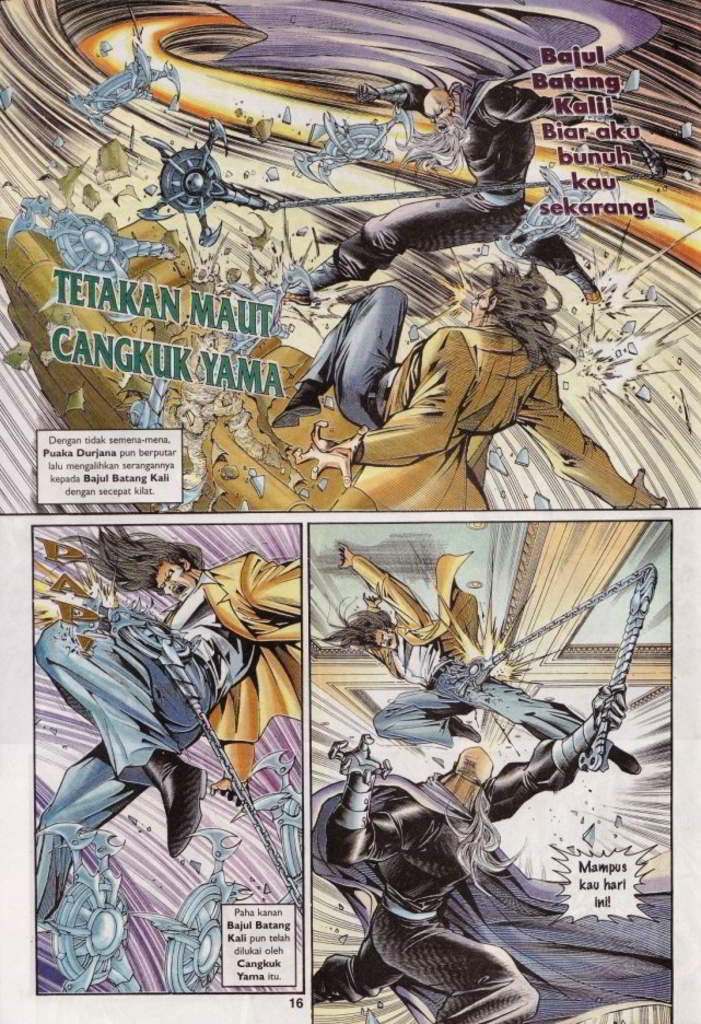 Bajul
Batang
Kali!
Biar aku
bunuh
kau
sekarang!
TETAKAN MAUT
CANGKUK YAMA
Dengan tidak semena-mena,
Puaka Durjana pun berputar
lalu mengalihkan serangannya
kepada Bajul Batang Kali
dengan secepat kilat.
DAP!
Paha kanan
Bajul Batang
Kali pun telah
dilukai oleh
Cangkuk
Yama itu.
Mampus
kau hari
ini!
16